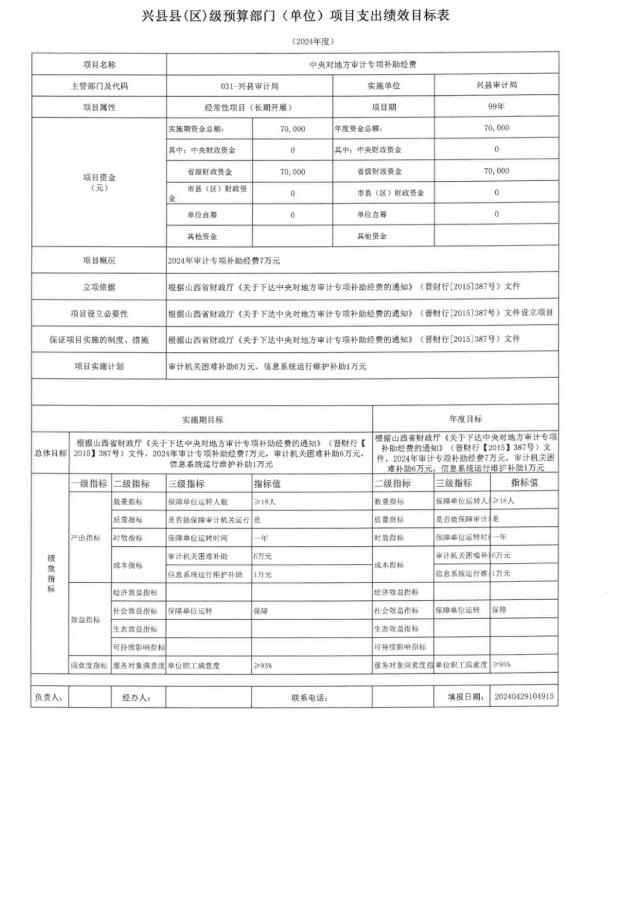 兴县县(区)级预算部门（单位）项目支出绩效目标表
（2024年度）
项目名称 中央对地方审计专项补助经费
主管部门及代码 031-兴县审计局 实施单位 兴县审计局
项目属性 经常性项目（长期开展） 项目期 99年
项目资金（元） 实施期资金总额： 70,000 年度资金总额： 70,000
其中：中央财政资金 0 其中：中央财政资金 0
省级财政资金 70,000 省级财政资金 70,000
市县（区）财政资金 0 市县（区）财政资金 0
单位自筹 0 单位自筹 0
其他资金 其他资金
项目概况 2024年审计专项补助经费7万元
立项依据 根据山西省财政厅《关于下达中央对地方审计专项补助经费的通知》（晋财行[2015]387号）文件
项目设立必要性 根据山西省财政厅《关于下达中央对地方审计专项补助经费的通知》（晋财行[2015]387号）文件设立项目
保证项目实施的制度、措施 根据山西省财政厅《关于下达中央对地方审计专项补助经费的通知》（晋财行[2015]387号）文件
项目实施计划 审计机关困难补助6万元，信息系统运行维护补助1万元
实施期目标 年度目标
总体目标 根据山西省财政厅《关于下达中央对地方审计专项补助经费的通知》（晋财行【2015】387号）文件，2024年审计专项补助经费7万元，审计机关困难补助6万元，信息系统运行维护补助1万元 根据山西省财政厅《关于下达中央对地方审计专项补助经费的通知》（晋财行【2015】387号）文件，2024年审计专项补助经费7万元，审计机关困难补助6万元，信息系统运行维护补助1万元
绩效指标 一级指标 二级指标 三级指标 指标值 二级指标 三级指标 指标值
产出指标 数量指标 保障单位运转人数 ≥18人 数量指标 保障单位运转人 ≥18人
质量指标 是否能保障审计机关运行 是 质量指标 是否能保障审计 是
时效指标 保障单位运转时间 一年 时效指标 保障单位运转时 一年
成本指标 审计机关困难补助 6万元 成本指标 审计机关困难补 6万元
信息系统运行维护补助 1万元 信息系统运行维 1万元
效益指标 经济效益指标 经济效益指标
社会效益指标 保障单位运转 保障 社会效益指标 保障单位运转 保障
生态效益指标 生态效益指标
可持续影响指标 可持续影响指标
满意度指标 服务对象满意度 单位职工满意度 ≥95% 服务对象满意度指 单位职工满意度 ≥95%
负责人： 经办人： 联系电话： 填报日期： 20240429104915